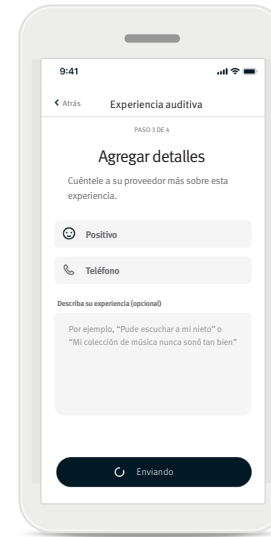 9:41
Atrás
Experiencia auditiva
PASO 3 DE 4
Agregar detalles
Cuéntele a su proveedor más sobre esta
experiencia.
Positivo
Teléfono
Describa su experiencia (opcional)
Por ejemplo, “Pude escuchar a mi nieto” o
“Mi colección de música nunca sonó tan bien”
Enviando